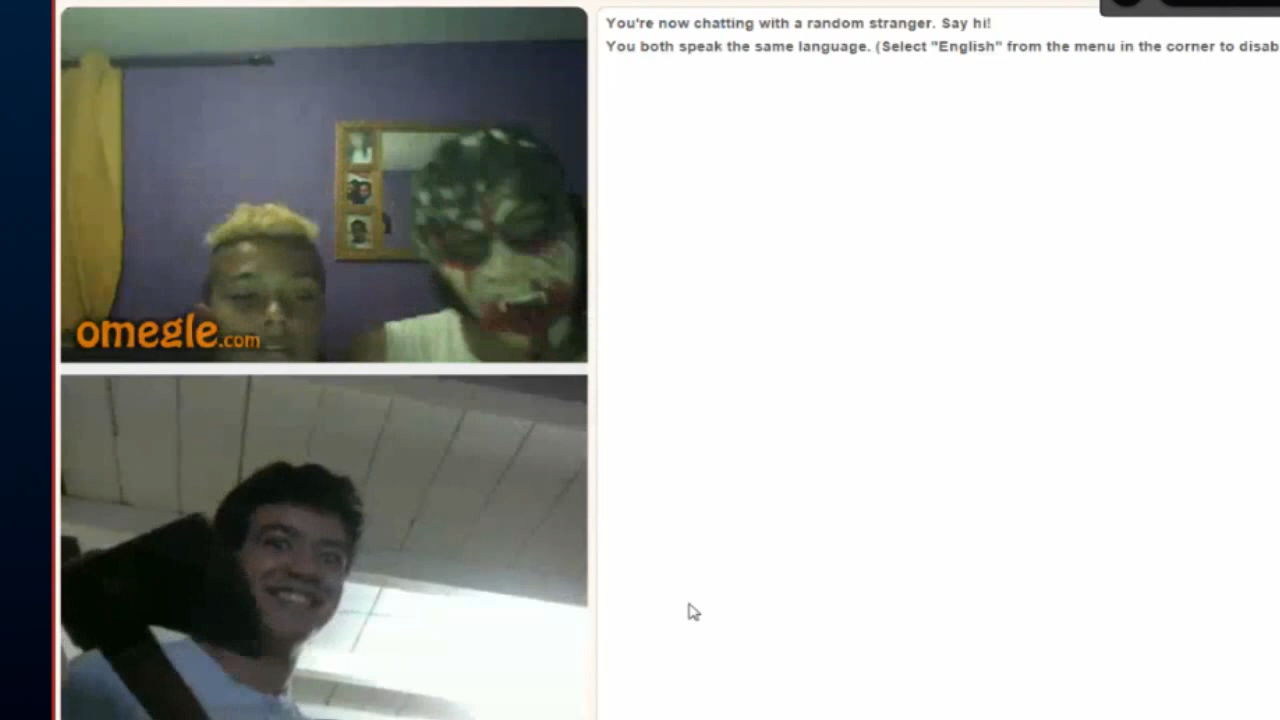 You're now chatting with a random stranger. Say hi!
You both speak the same language. (Select "English" from the menu in the corner to disab
omegle.com